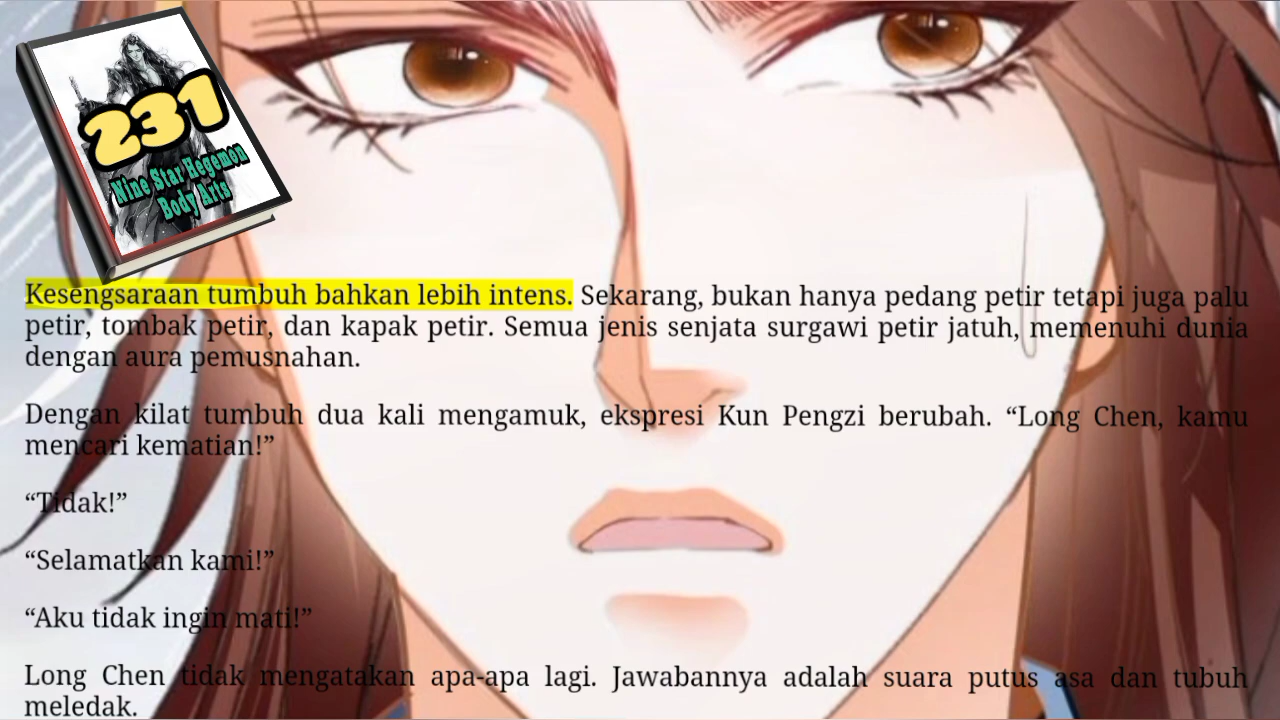 231
Nine Star Hegemon
Body Arts
Kesengsaraan tumbuh bahkan lebih intens. Sekarang, bukan hanya pedang petir tetapi juga palu
petir, tombak petir, dan kapak petir. Semua jenis senjata surgawi petir jatuh, memenuhi dunia
dengan aura pemusnahan.
Dengan kilat tumbuh dua kali mengamuk, ekspresi Kun Pengzi berubah. “Long Chen, kamu
mencari kematian!”
“Tidak!”
“Selamatkan kami!”
“Aku tidak ingin mati!”
Long Chen tidak mengatakan apa-apa lagi. Jawabannya adalah suara putus asa dan tubuh
meledak.